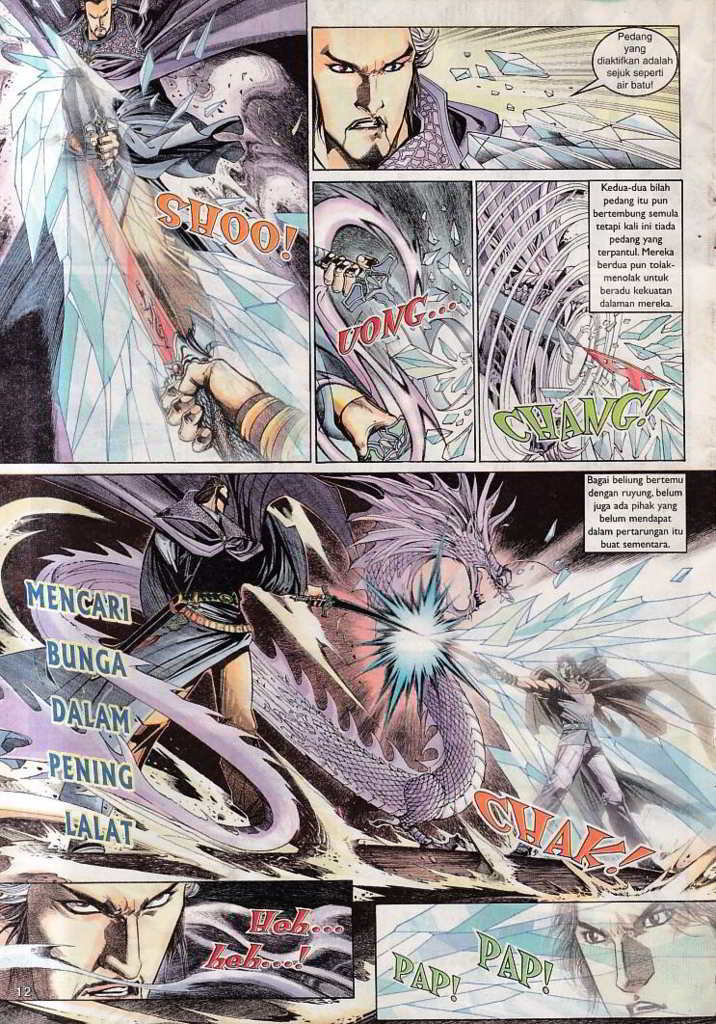 SHOO!
Pedang
yang
diaktifkan adalah
sejuk seperti
air batu!
UONG...
Kedua-dua bilah
pedang itu pun
bertembung semula
tetapi kali ini tiada
pedang yang
terpantul. Mereka
berdua pun tolak-
menolak untuk
beradu kekuatan
dalaman mereka.
CHANG!
Bagai beliung bertemu
dengan ruyung, belum
juga ada pihak yang
belum mendapat
dalam pertarungan itu
buat sementara.
MENCARI
BUNGA
DALAM
PENING
LALAT
CHAK!
Heh...
heh...!
PAP!
PAP!
12